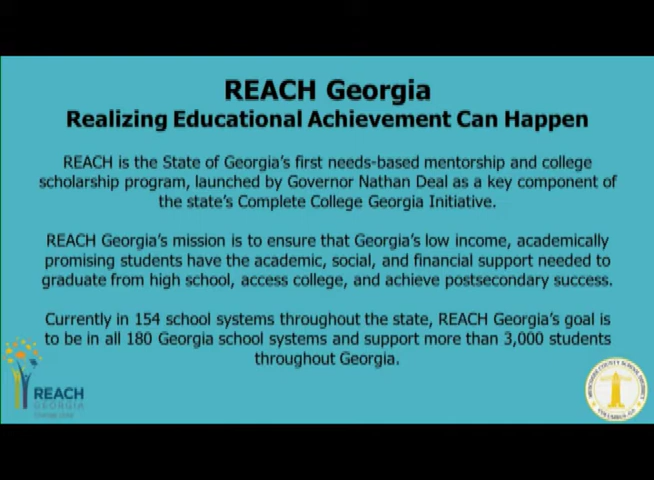 REACH Georgia
Realizing Educational Achievement Can Happen
REACH is the State of Georgia's first needs-based mentorship and college
scholarship program, launched by Governor Nathan Deal as a key component of
the state's Complete College Georgia Initiative.
REACH Georgia's mission is to ensure that Georgia's low income, academically
promising students have the academic, social, and financial support needed to
graduate from high school, access college, and achieve postsecondary success.
Currently in 154 school systems throughout the state, REACH Georgia's goal is
to be in all 180 Georgia school systems and support more than 3,000 students
throughout Georgia.
REACH
GEORGIA